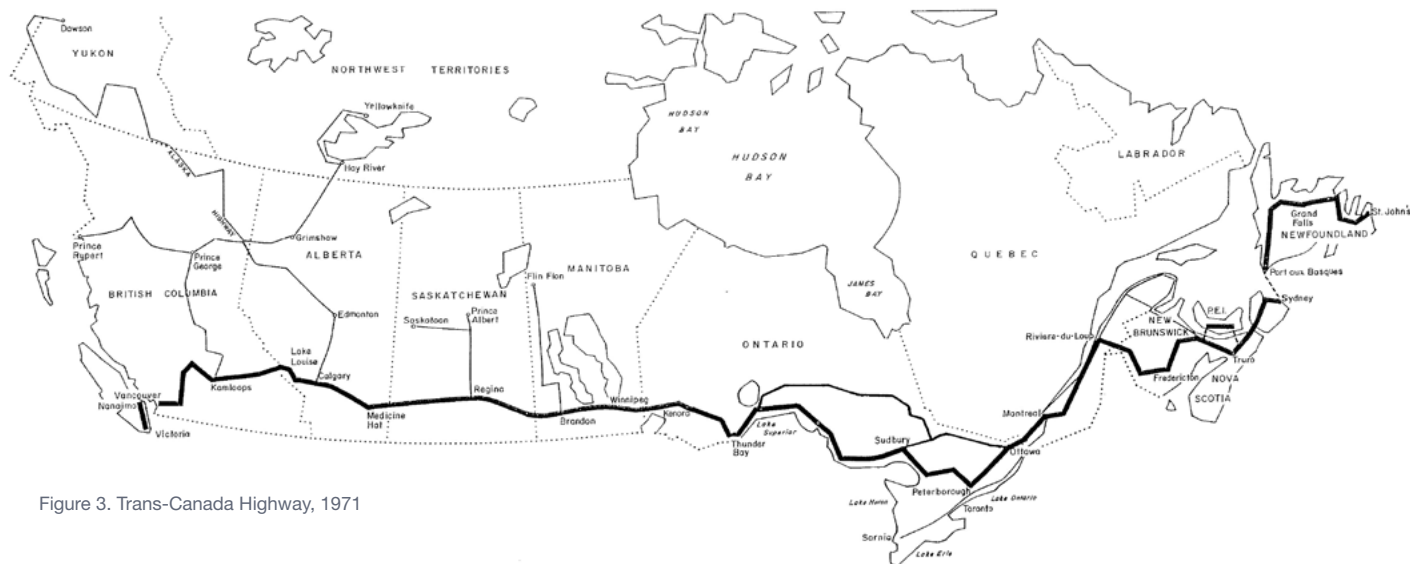 Dawson
YUKON
NORTHWEST TERRITORIES
Yellowknife
HUDSON
BAY
HUDSON
BAY
ALASKA
Hay River
LABRADOR
HIGHWAY
St. John's
Grand
Falls
NEWFOUNDLAND
Prince
Rupert
Prince
George
Grimshaw
ALBERTA
MANITOBA
QUEBEC
Flin Flon
Port aux Basques
JAMES
BAY
BRITISH COLUMBIA
SASKATCHEWAN
Sydney
Edmonton
Saskatoon
Prince
Albert
P.E.I.
NEW
BRUNSWICK
Riviera-du-Loup
ONTARIO
Lake
Louise
Calgary
Truro
Kamloops
Fredericton
NOVA
SCOTIA
Vancouver
Nanaimo
Regina
Winnipeg
Kenora
Medicine
Hat
Brandon
Montreal
Victoria
Lake
Superior
Thunder
Bay
Sudbury
Ottawa
Peterborough
Lake Huron
Lake Ontario
Toronto
Sarnia
Lake Erie
Figure 3. Trans-Canada Highway, 1971